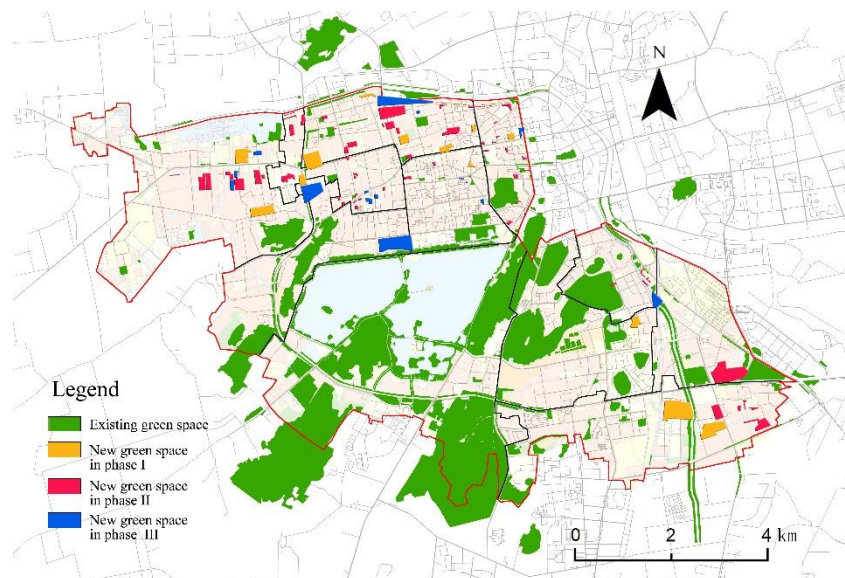 N
Legend
Existing green space
New green space
in phase I
New green space
in phase II
New green space
in phase III
0 2 4 km